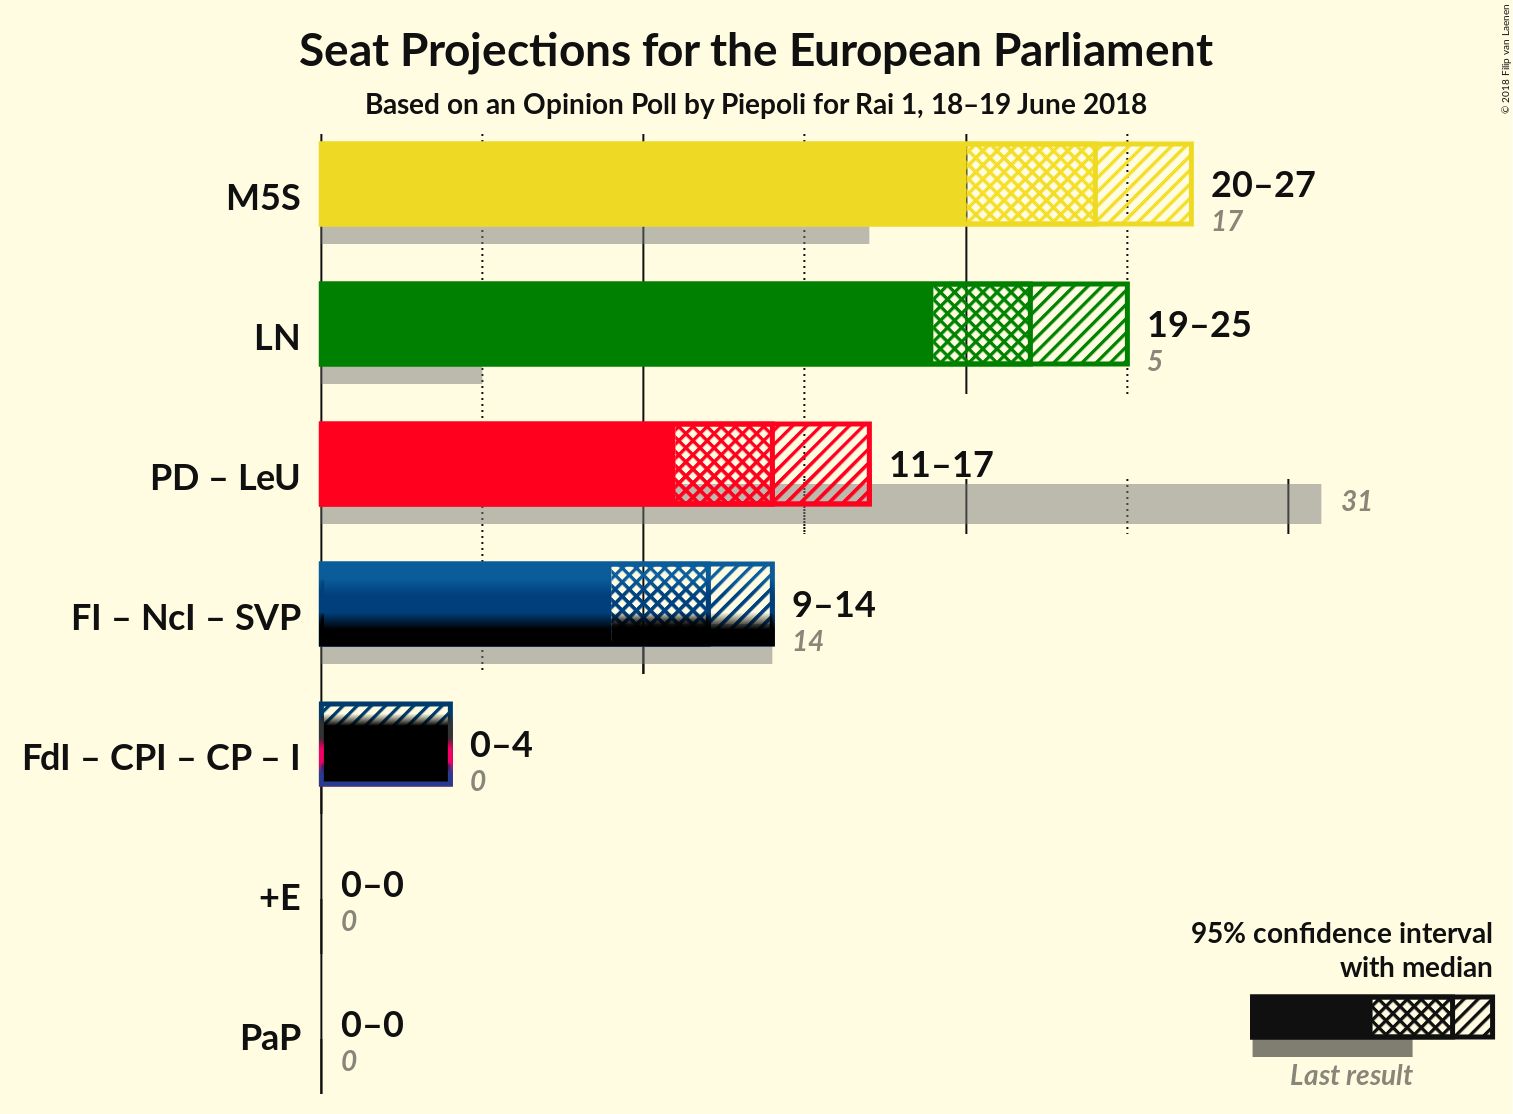 Seat Projections for the European Parliament
Based on an Opinion Poll by Piepoli for Rai 1, 18–19 June 2018
© 2018 Filip van Laenen
M5S
20–27
17
LN
19–25
5
PD – LeU
11–17
31
FI – NcI – SVP
9–14
14
FdI – CPI – CP – I
0–4
0
+E
0–0
0
PaP
0–0
0
95% confidence interval
with median
Last result